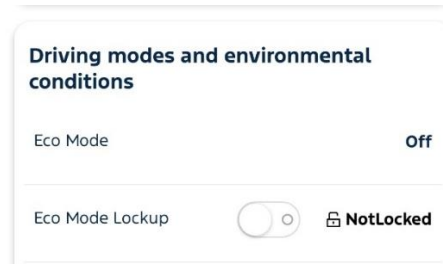 Driving modes and environmental
conditions
Eco Mode Off
Eco Mode Lockup NotLocked